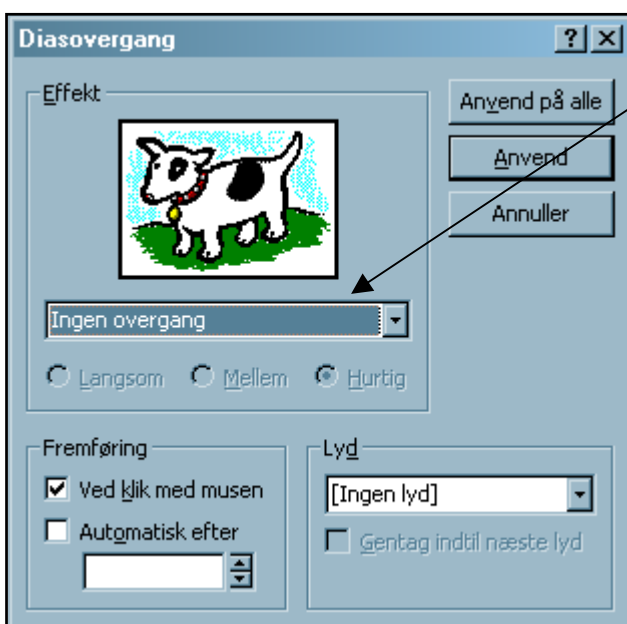 Diasovergang
Effekt
Anvend på alle
Anvend
Annuller
Ingen overgang
Langsom Mellem Hurtig
Fremføring
Ved klik med musen
Automatisk efter
Lyd
[Ingen lyd]
Gentag indtil næste lyd